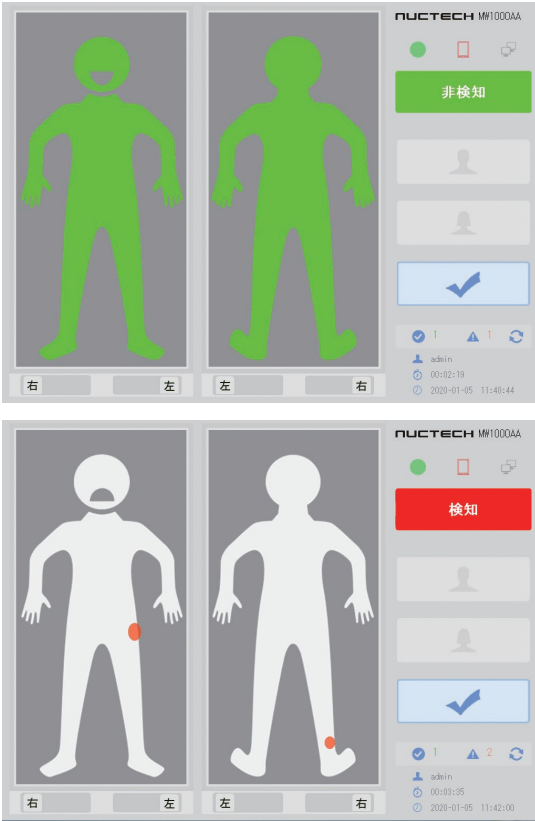 NUCTECH MW1000AA
非検知
1
1
admin
00:02:19
2020-01-05 11:40:44
右 左 左 右
NUCTECH MW1000AA
検知
1
2
admin
00:03:35
2020-01-05 11:42:00
右 左 左 右